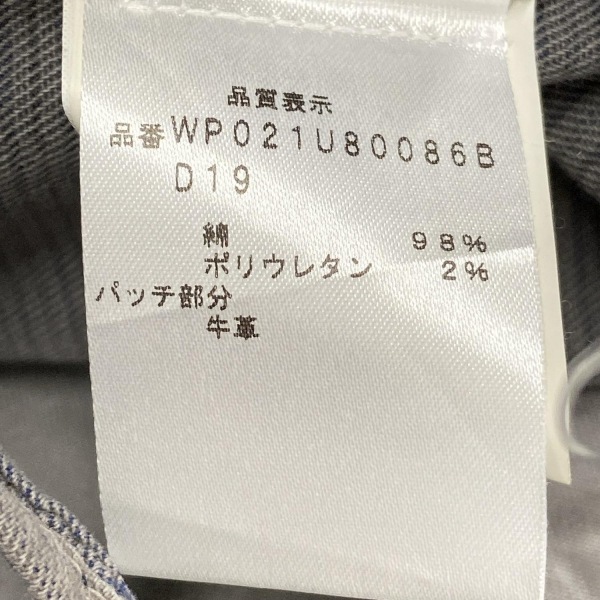 品質表示
品番WP021U80086B
D19
綿 98%
ポリウレタン 2%
パッチ部分
牛革